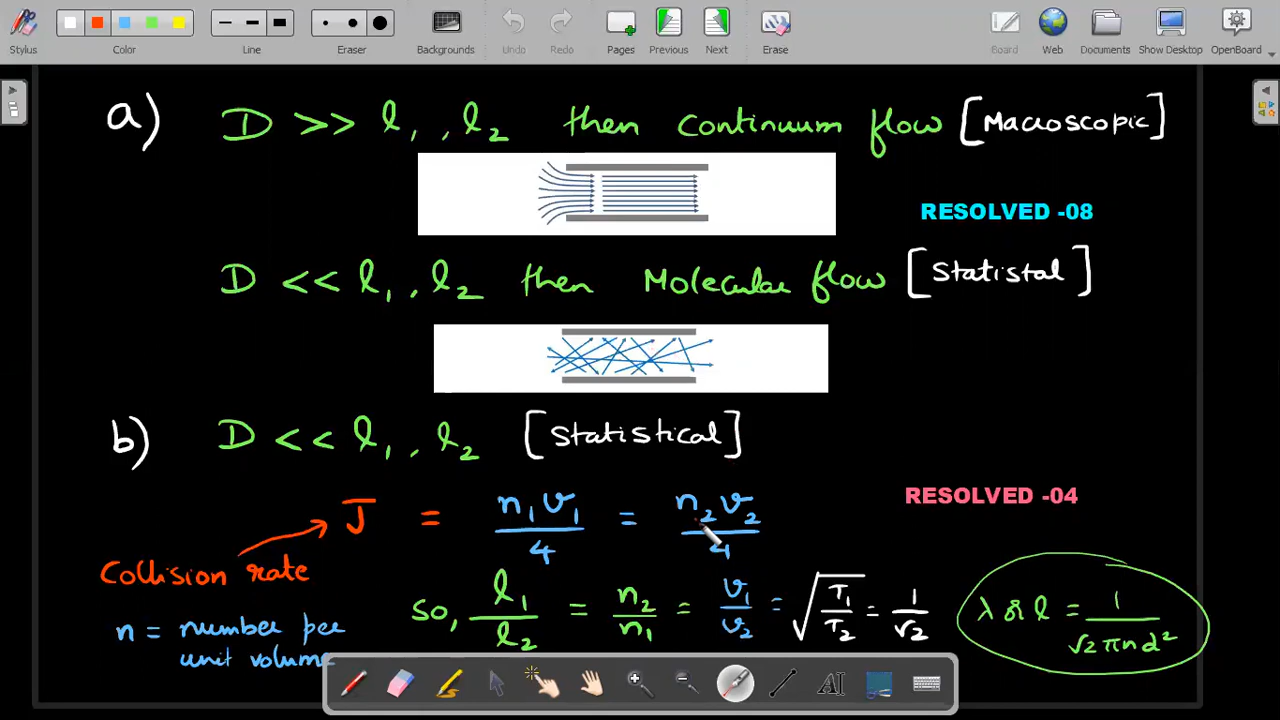 Stylus Color Line Eraser Backgrounds Undo Redo Pages Previous Next Erase Board Web Documents Show Desktop OpenBoard
a) D >> l₁, l₂ then continuum flow [Macroscopic]
RESOLVED -08
D << l₁, l₂ then Molecular flow [Statistal]
b) D << l₁, l₂ [Statistical]
RESOLVED -04
J = n₁v₁/4 = n₂v₂/4
Collision rate
so, l₁/l₂ = n₂/n₁ = v₁/v₂ = √(T₁/T₂) = 1/√2
λ or l = 1/(√2 π n d²)
n = number per
unit volume